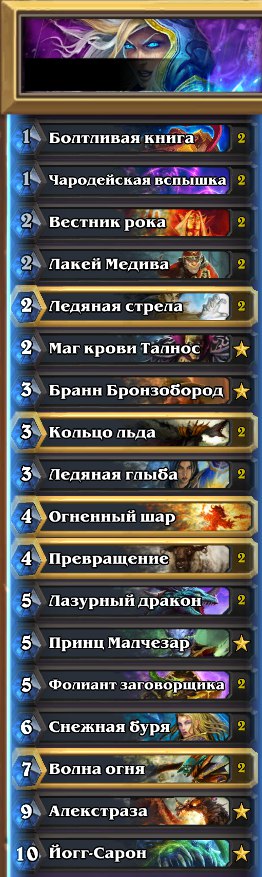 1 Болтливая книга 2
1 Чародейская вспышка 2
2 Вестник рока 2
2 Лакей Медива 2
2 Ледяная стрела 2
2 Маг крови Талнос
3 Бранн Бронзобород
3 Кольцо льда 2
3 Ледяная глыба 2
4 Огненный шар 2
4 Превращение 2
5 Лазурный дракон 2
5 Принц Малчезар
5 Фолиант заговорщика 2
6 Снежная буря 2
7 Волна огня 2
9 Алекстраза
10 Йогг-Сарон